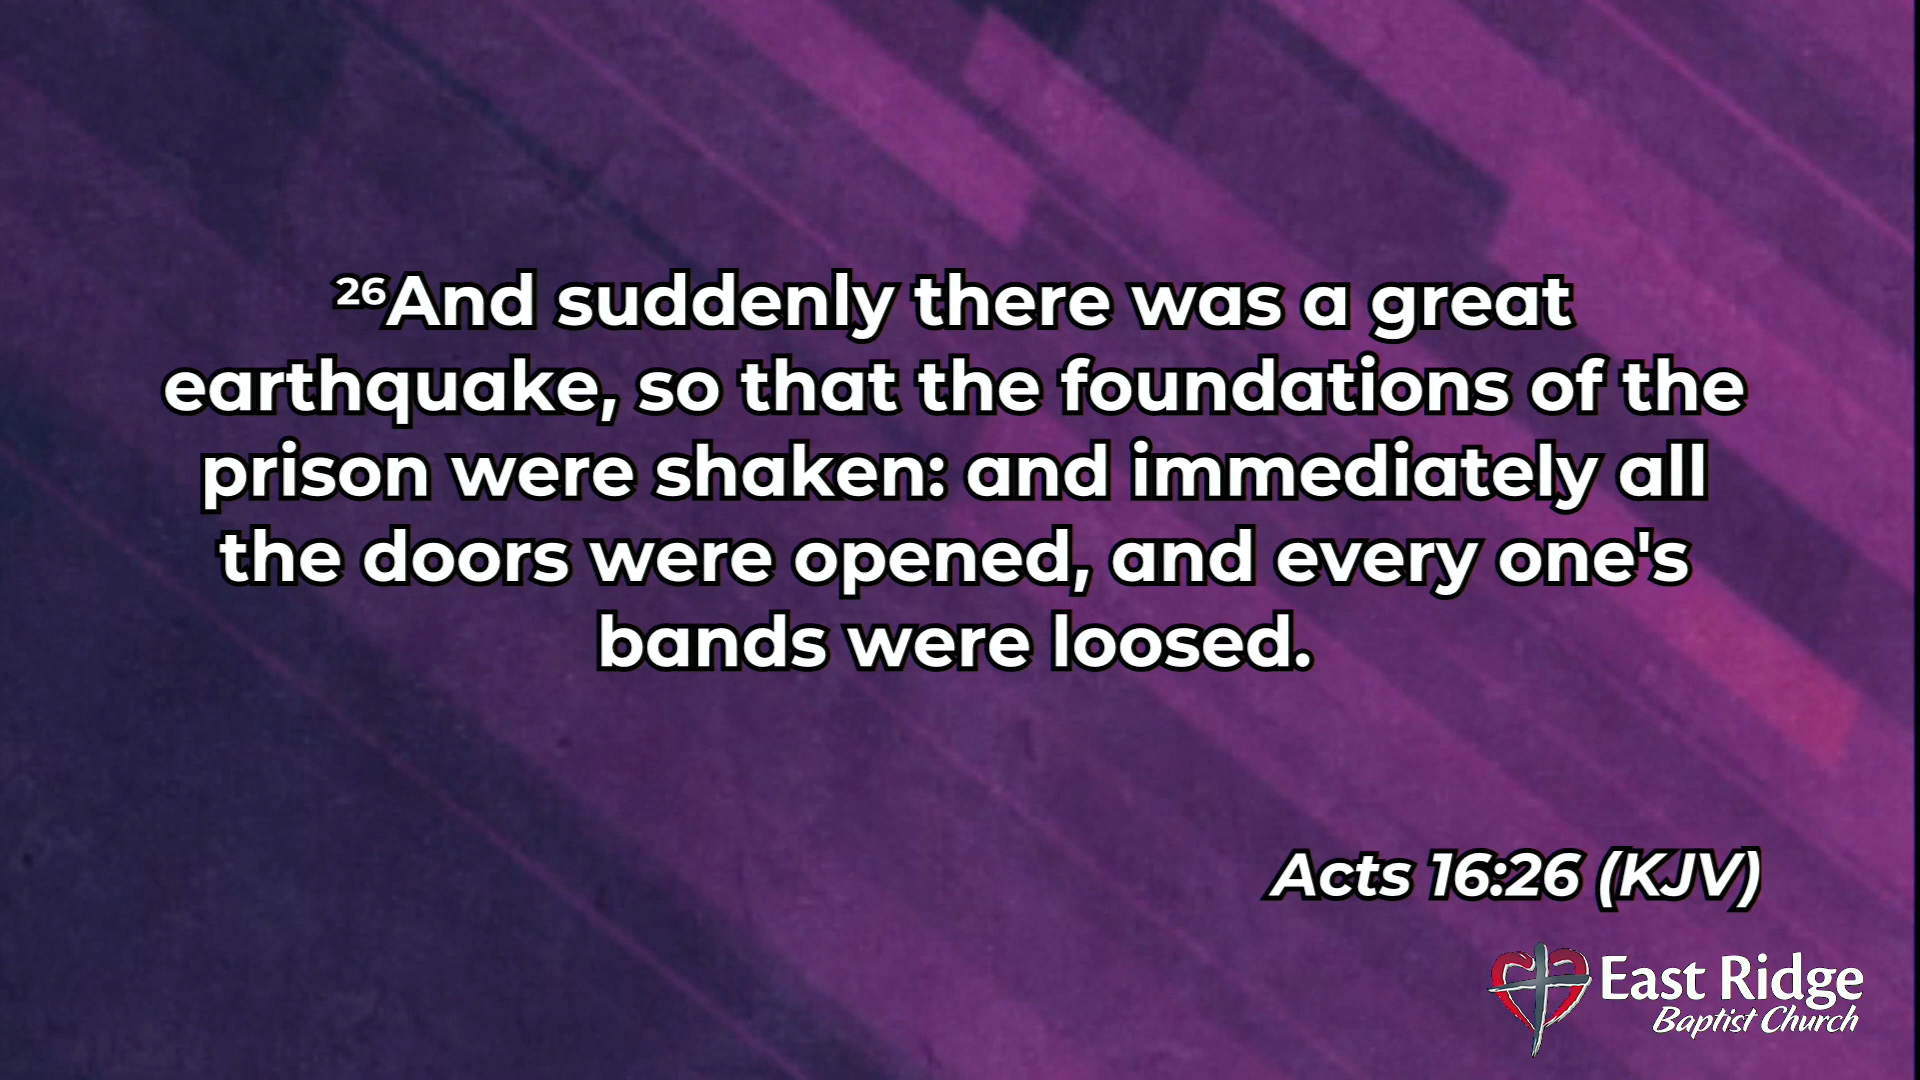 ²⁶And suddenly there was a great
earthquake, so that the foundations of the
prison were shaken: and immediately all
the doors were opened, and every one's
bands were loosed.
Acts 16:26 (KJV)
East Ridge
Baptist Church